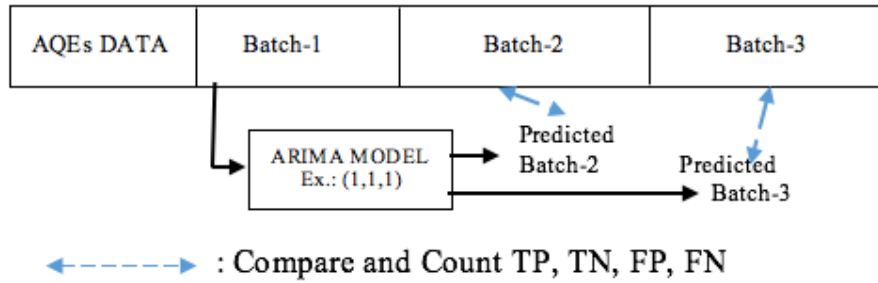 AQEs DATA
Batch-1
Batch-2
Batch-3
ARIMA MODEL
Ex.: (1,1,1)
Predicted
Batch-2
Predicted
Batch-3
: Compare and Count TP, TN, FP, FN